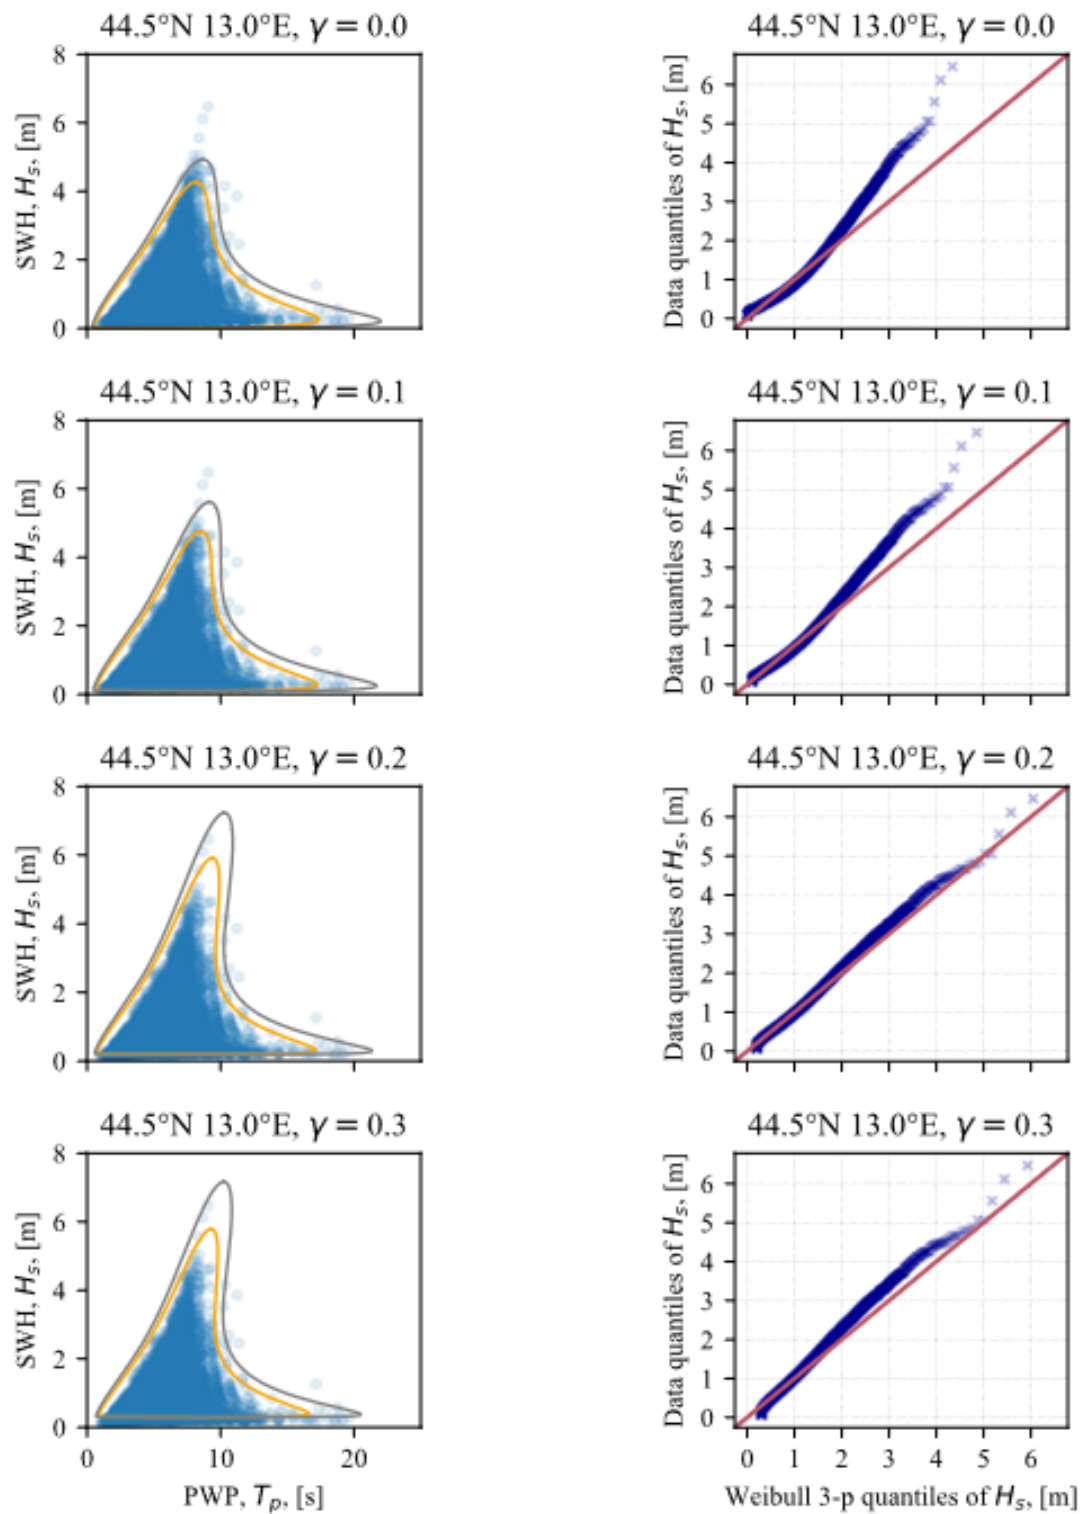 44.5°N 13.0°E, γ = 0.0
8
6
4
2
0
SWH, Hₛ, [m]
44.5°N 13.0°E, γ = 0.0
6
5
4
3
2
1
0
Data quantiles of Hₛ, [m]
44.5°N 13.0°E, γ = 0.1
8
6
4
2
0
SWH, Hₛ, [m]
44.5°N 13.0°E, γ = 0.1
6
5
4
3
2
1
0
Data quantiles of Hₛ, [m]
44.5°N 13.0°E, γ = 0.2
8
6
4
2
0
SWH, Hₛ, [m]
44.5°N 13.0°E, γ = 0.2
6
5
4
3
2
1
0
Data quantiles of Hₛ, [m]
44.5°N 13.0°E, γ = 0.3
8
6
4
2
0
SWH, Hₛ, [m]
0 10 20
PWP, Tₚ, [s]
44.5°N 13.0°E, γ = 0.3
6
5
4
3
2
1
0
Data quantiles of Hₛ, [m]
0 1 2 3 4 5 6
Weibull 3-p quantiles of Hₛ, [m]